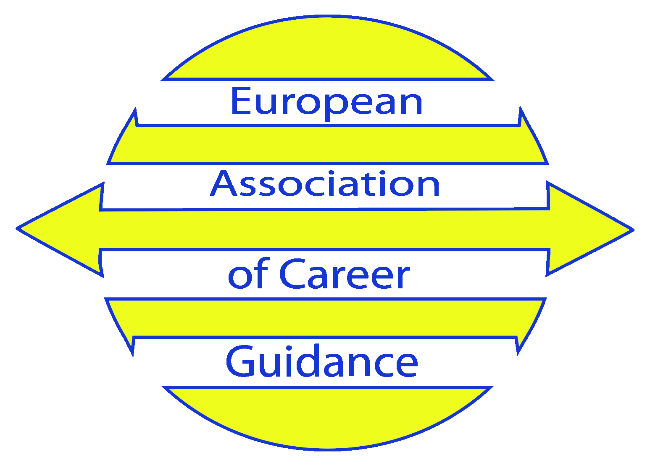 European
Association
of Career
Guidance